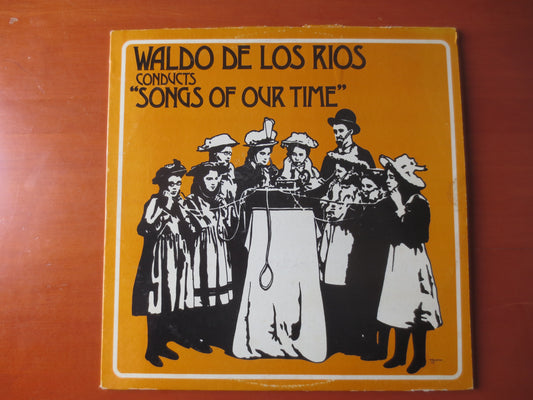 WALDO DE LOS RIOS
CONDUCTS
"SONGS OF OUR TIME"